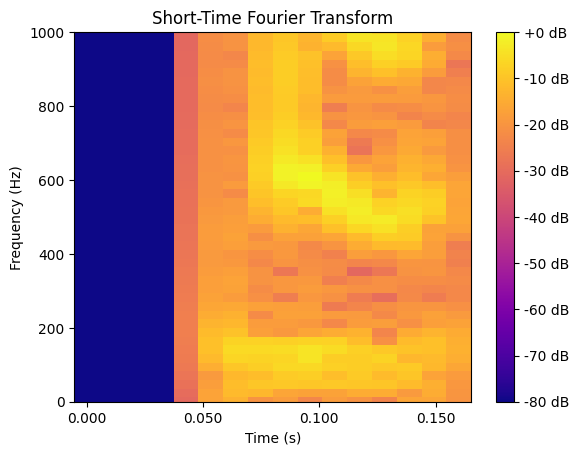 Short-Time Fourier Transform
1000
800
600
400
200
0
Frequency (Hz)
0.000
0.050
0.100
0.150
Time (s)
+0 dB
-10 dB
-20 dB
-30 dB
-40 dB
-50 dB
-60 dB
-70 dB
-80 dB